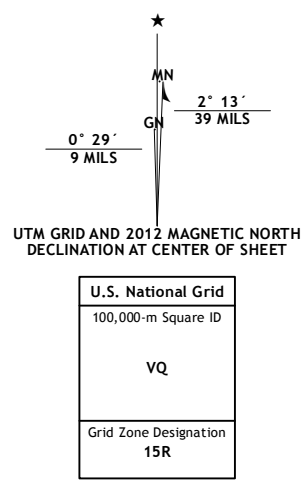 ★
MN
GN
2° 13´
39 MILS
0° 29´
9 MILS
UTM GRID AND 2012 MAGNETIC NORTH
DECLINATION AT CENTER OF SHEET
U.S. National Grid
100,000-m Square ID
VQ
Grid Zone Designation
15R